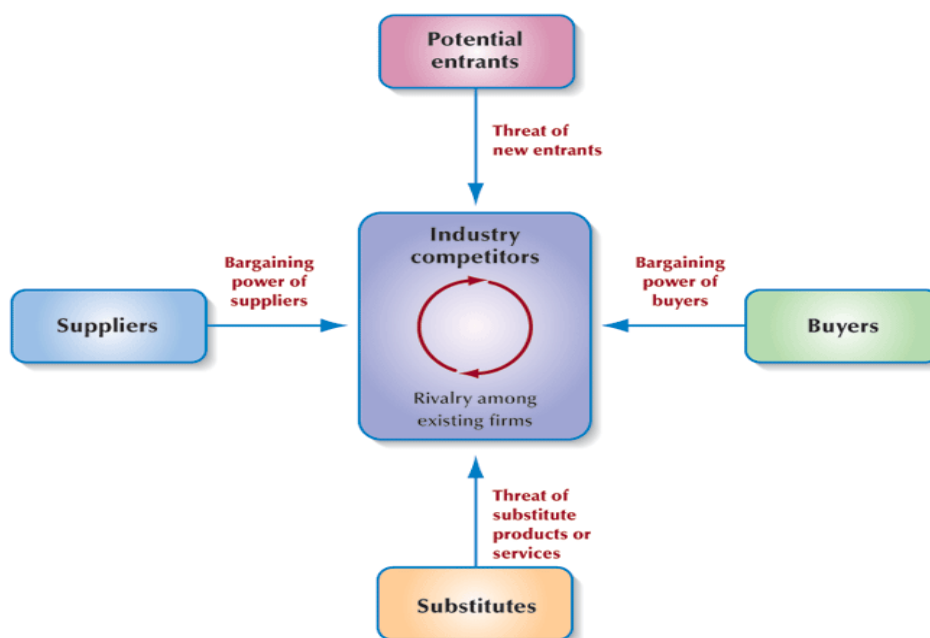 Potential
entrants
Threat of
new entrants
Industry
competitors
Bargaining
power of
suppliers
Bargaining
power of
buyers
Suppliers
Buyers
Rivalry among
existing firms
Threat of
substitute
products or
services
Substitutes